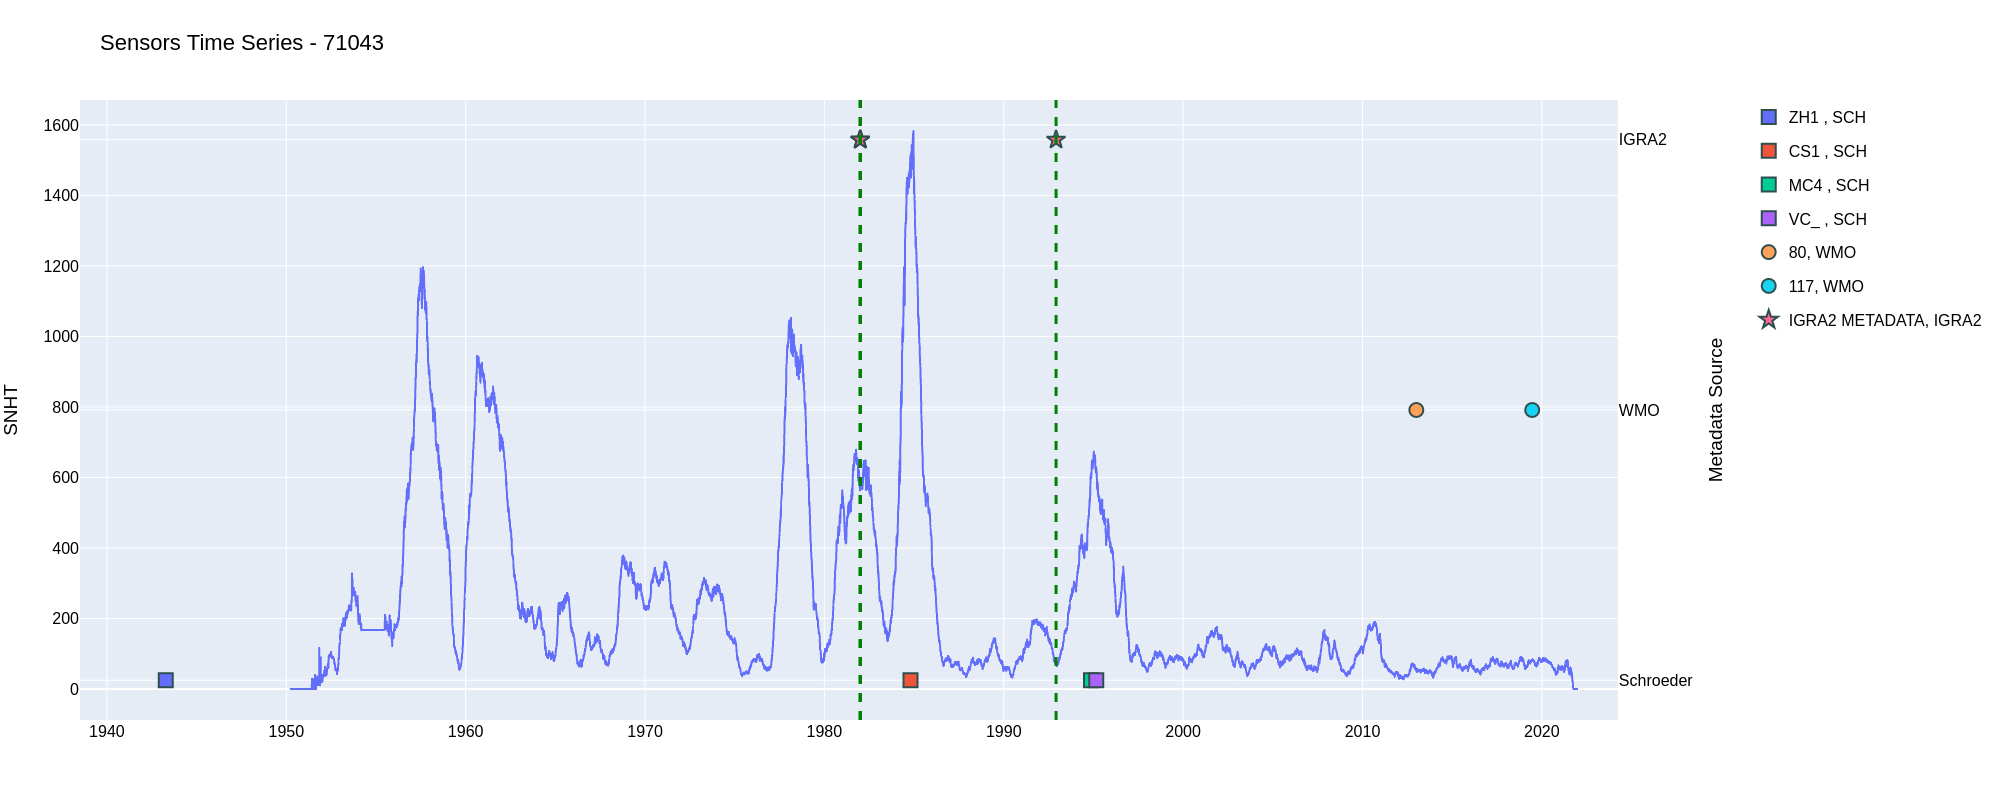 Sensors Time Series - 71043
SNHT
1600
1400
1200
1000
800
600
400
200
0
1940
1950
1960
1970
1980
1990
2000
2010
2020
IGRA2
WMO
Schroeder
Metadata Source
ZH1 , SCH
CS1 , SCH
MC4 , SCH
VC_ , SCH
80, WMO
117, WMO
IGRA2 METADATA, IGRA2